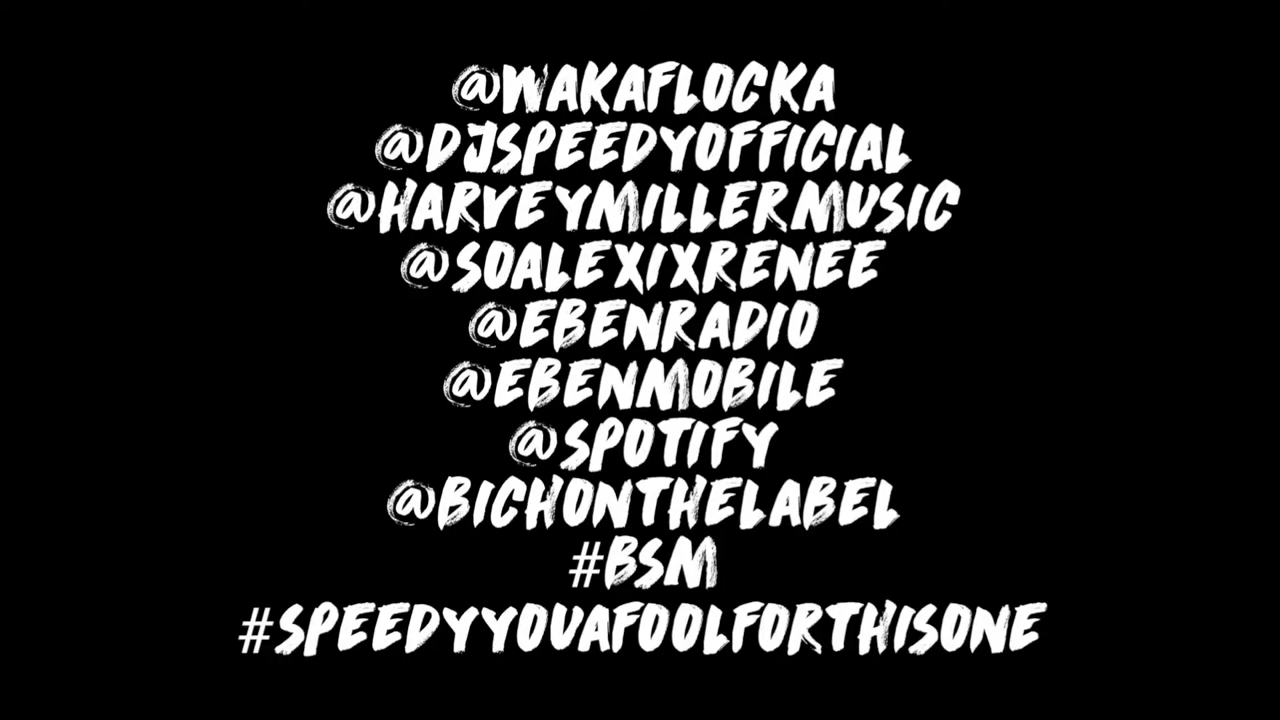 @WAKAFLOCKA
@DJSPEEDYOFFICIAL
@HARVEYMILLERMUSIC
@SOALEXIXRENEE
@EBENRADIO
@EBENMOBILE
@SPOTIFY
@BICHONTHELABEL
#BSM
#SPEEDYYOUAFOOLFORTHISONE